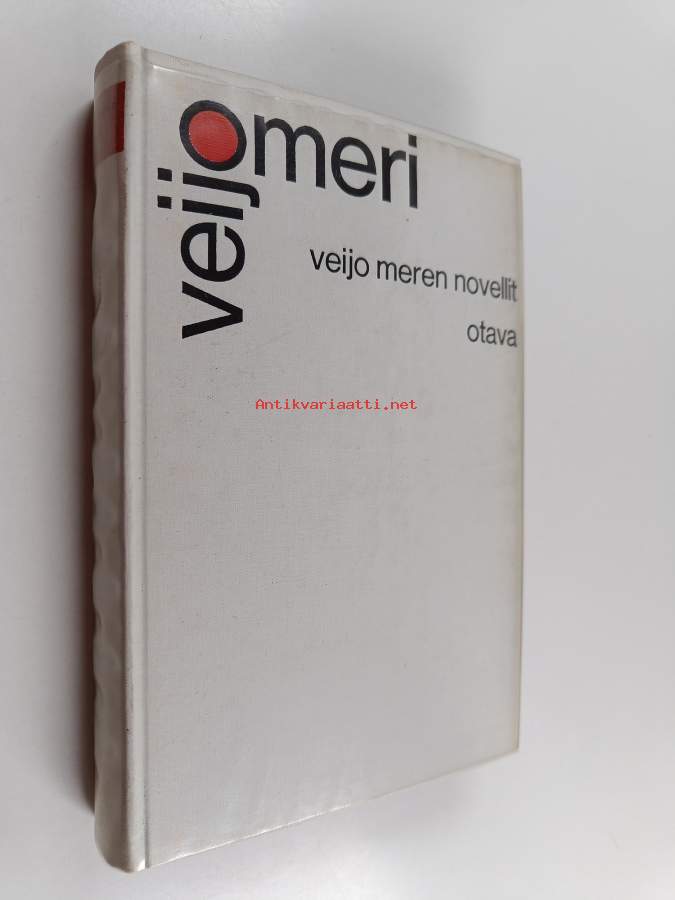 veijo
meri
veijo meren novellit
otava
Antikvariaatti.net